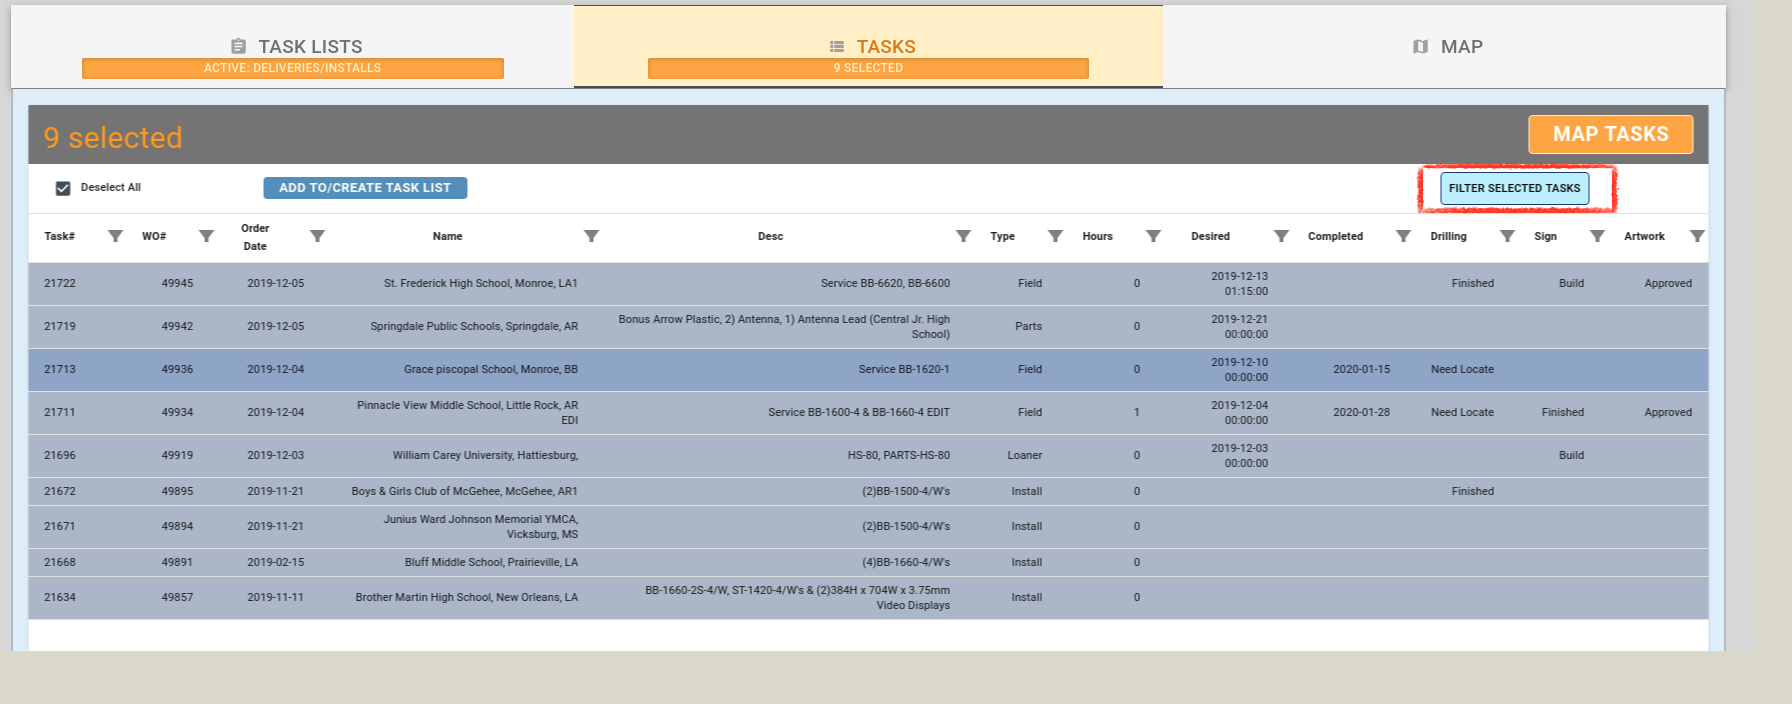 TASK LISTS
ACTIVE: DELIVERIES/INSTALLS
TASKS
9 SELECTED
MAP
9 selected
MAP TASKS
Deselect All
ADD TO/CREATE TASK LIST
FILTER SELECTED TASKS
Task# WO# Order Date Name Desc Type Hours Desired Completed Drilling Sign Artwork
21722 49945 2019-12-05 St. Frederick High School, Monroe, LA1 Service BB-6620, BB-6600 Field 0 2019-12-13 01:15:00 Finished Build Approved
21719 49942 2019-12-05 Springdale Public Schools, Springdale, AR Bonus Arrow Plastic, 2) Antenna, 1) Antenna Lead (Central Jr. High School) Parts 0 2019-12-21 00:00:00
21713 49936 2019-12-04 Grace piscopal School, Monroe, BB Service BB-1620-1 Field 0 2019-12-10 00:00:00 2020-01-15 Need Locate
21711 49934 2019-12-04 Pinnacle View Middle School, Little Rock, AR EDI Service BB-1600-4 & BB-1660-4 EDIT Field 1 2019-12-04 00:00:00 2020-01-28 Need Locate Finished Approved
21696 49919 2019-12-03 William Carey University, Hattiesburg, HS-80, PARTS-HS-80 Loaner 0 2019-12-03 00:00:00 Build
21672 49895 2019-11-21 Boys & Girls Club of McGehee, McGehee, AR1 (2)BB-1500-4/W's Install 0 Finished
21671 49894 2019-11-21 Junius Ward Johnson Memorial YMCA, Vicksburg, MS (2)BB-1500-4/W's Install 0
21668 49891 2019-02-15 Bluff Middle School, Prairieville, LA (4)BB-1660-4/W's Install 0
21634 49857 2019-11-11 Brother Martin High School, New Orleans, LA BB-1660-2S-4/W, ST-1420-4/W's & (2)384H x 704W x 3.75mm Video Displays Install 0